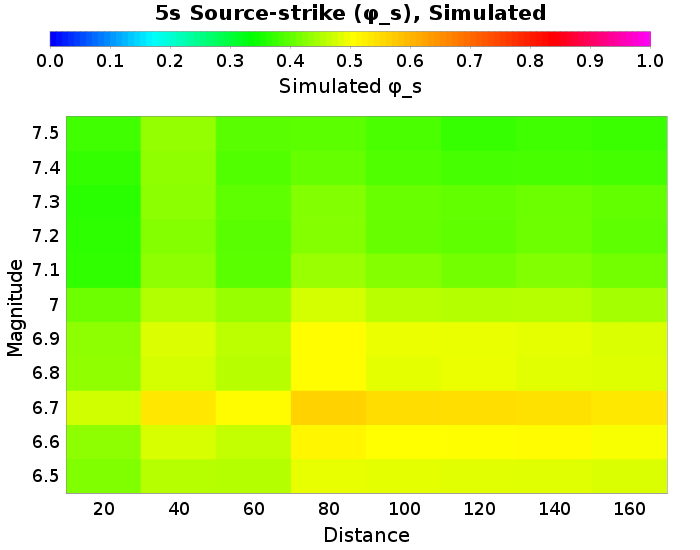 5s Source-strike (φ_s), Simulated
0.0 0.1 0.2 0.3 0.4 0.5 0.6 0.7 0.8 0.9 1.0
Simulated φ_s
Magnitude
7.5
7.4
7.3
7.2
7.1
7
6.9
6.8
6.7
6.6
6.5
20 40 60 80 100 120 140 160
Distance